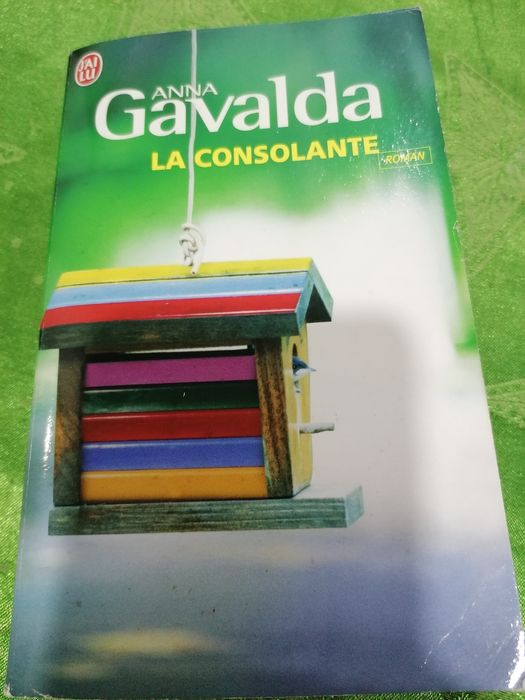 J'AI
LU
ANNA
Gavalda
LA CONSOLANTE
ROMAN